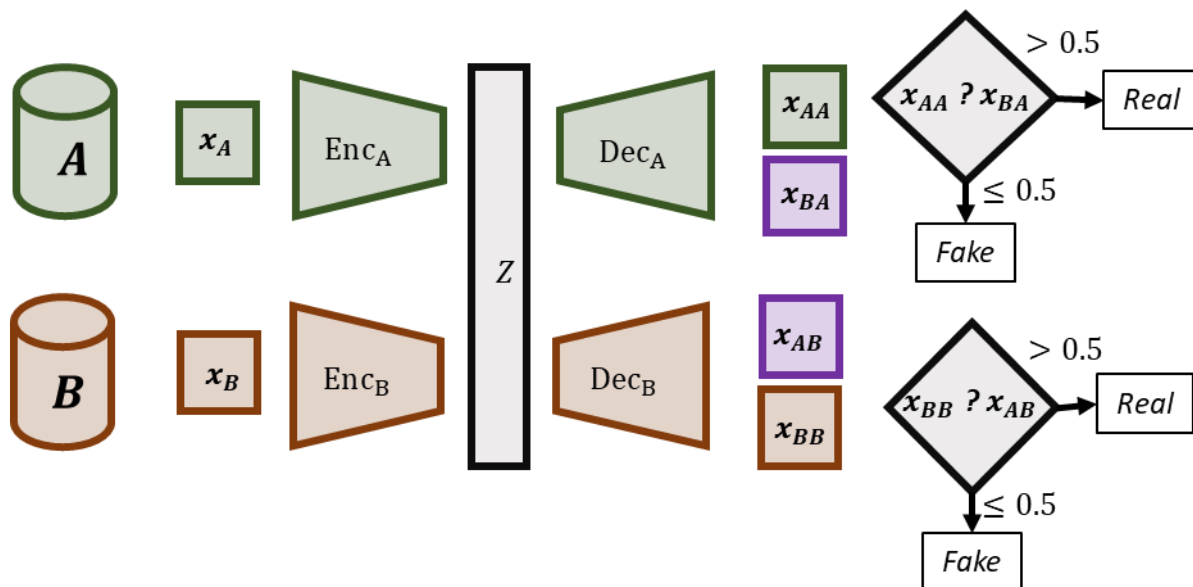 A
x_A
Enc_A
Z
Dec_A
x_AA
x_BA
x_AA ? x_BA
> 0.5
Real
≤ 0.5
Fake
B
x_B
Enc_B
Dec_B
x_AB
x_BB
x_BB ? x_AB
> 0.5
Real
≤ 0.5
Fake